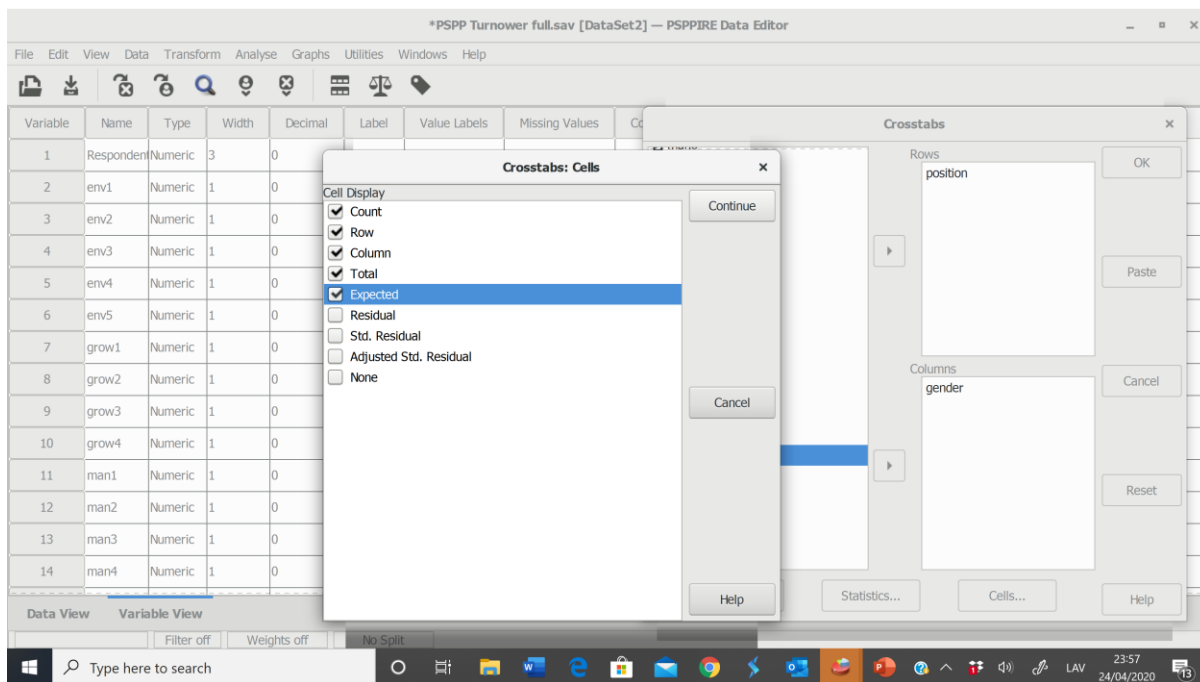 *PSPP Turnower full.sav [DataSet2] — PSPPIRE Data Editor
File Edit View Data Transform Analyse Graphs Utilities Windows Help
Variable Name Type Width Decimal Label Value Labels Missing Values
1 Respondent Numeric 3 0
2 env1 Numeric 1 0
3 env2 Numeric 1 0
4 env3 Numeric 1 0
5 env4 Numeric 1 0
6 env5 Numeric 1 0
7 grow1 Numeric 1 0
8 grow2 Numeric 1 0
9 grow3 Numeric 1 0
10 grow4 Numeric 1 0
11 man1 Numeric 1 0
12 man2 Numeric 1 0
13 man3 Numeric 1 0
14 man4 Numeric 1 0
Data View Variable View
Filter off Weights off No Split
Crosstabs: Cells
Cell Display
Count
Row
Column
Total
Expected
Residual
Std. Residual
Adjusted Std. Residual
None
Continue
Cancel
Help
Crosstabs
Rows
position
Columns
gender
OK
Paste
Cancel
Reset
Help
Statistics...
Cells...
Type here to search
LAV
23:57
24/04/2020
13